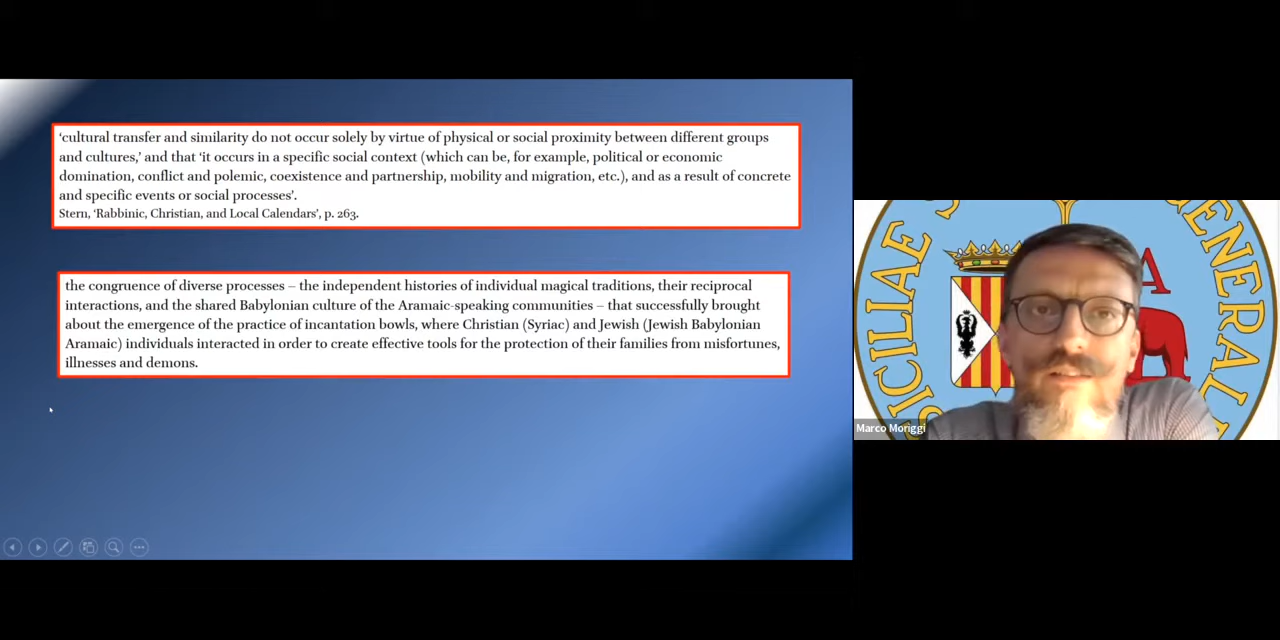 ‘cultural transfer and similarity do not occur solely by virtue of physical or social proximity between different groups
and cultures,’ and that ‘it occurs in a specific social context (which can be, for example, political or economic
domination, conflict and polemic, coexistence and partnership, mobility and migration, etc.), and as a result of concrete
and specific events or social processes’.
Stern, ‘Rabbinic, Christian, and Local Calendars’, p. 263.
the congruence of diverse processes – the independent histories of individual magical traditions, their reciprocal
interactions, and the shared Babylonian culture of the Aramaic-speaking communities – that successfully brought
about the emergence of the practice of incantation bowls, where Christian (Syriac) and Jewish (Jewish Babylonian
Aramaic) individuals interacted in order to create effective tools for the protection of their families from misfortunes,
illnesses and demons.
SICILIAE
GENERAL
A
Marco Moriggi